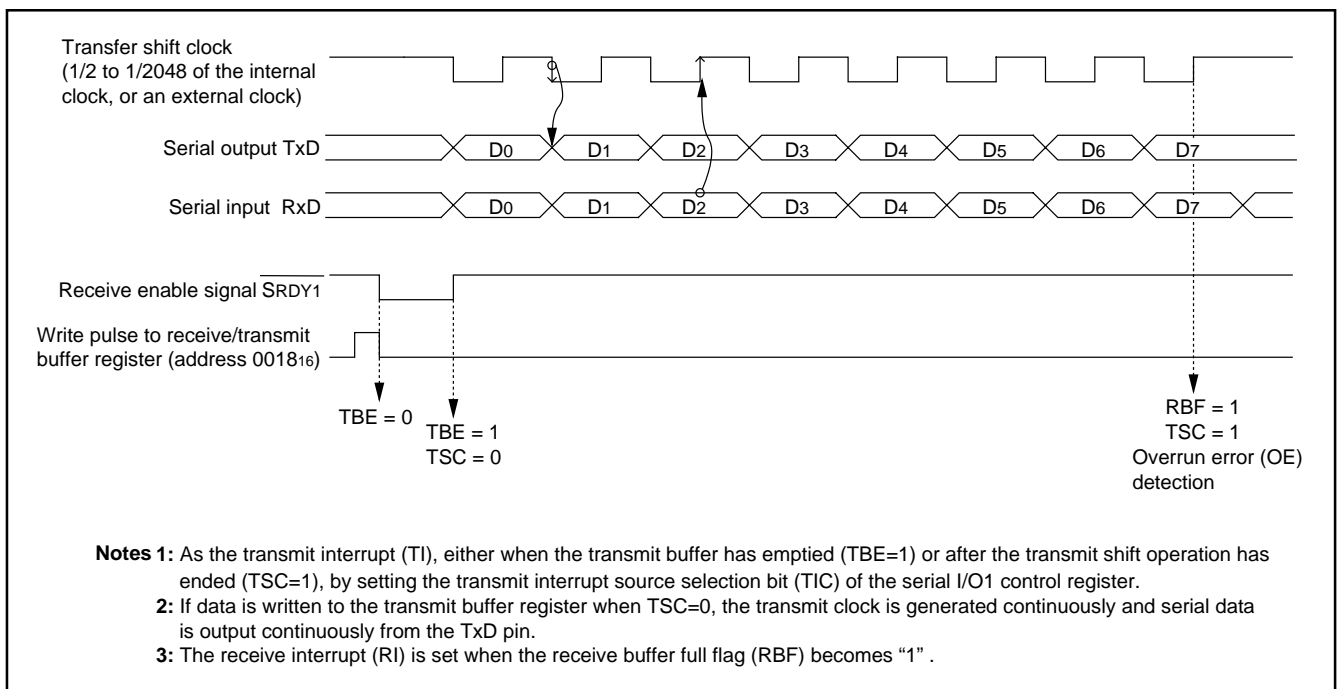 Transfer shift clock
(1/2 to 1/2048 of the internal
clock, or an external clock)
Serial output TxD
D0 D1 D2 D3 D4 D5 D6 D7
Serial input RxD
D0 D1 D2 D3 D4 D5 D6 D7
Receive enable signal SRDY1
Write pulse to receive/transmit
buffer register (address 001816)
TBE = 0
TBE = 1
TSC = 0
RBF = 1
TSC = 1
Overrun error (OE)
detection
Notes 1: As the transmit interrupt (TI), either when the transmit buffer has emptied (TBE=1) or after the transmit shift operation has
ended (TSC=1), by setting the transmit interrupt source selection bit (TIC) of the serial I/O1 control register.
2: If data is written to the transmit buffer register when TSC=0, the transmit clock is generated continuously and serial data
is output continuously from the TxD pin.
3: The receive interrupt (RI) is set when the receive buffer full flag (RBF) becomes “1” .